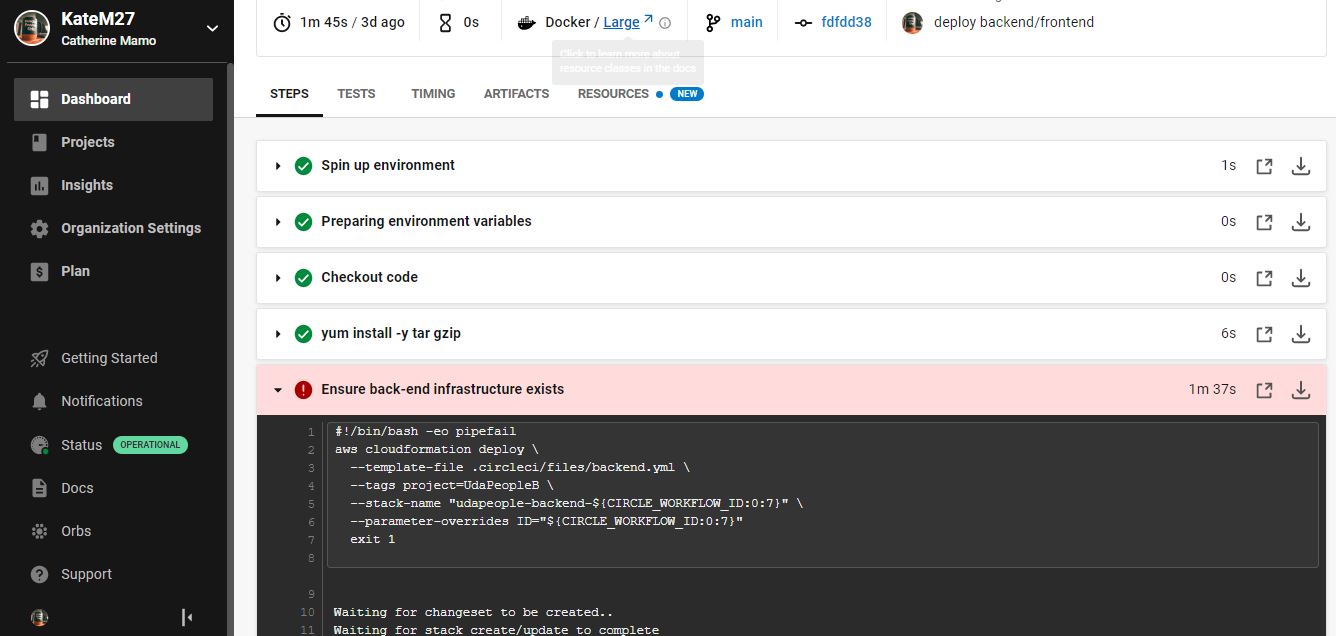 KateM27
Catherine Mamo
Dashboard
Projects
Insights
Organization Settings
Plan
Getting Started
Notifications
Status OPERATIONAL
Docs
Orbs
Support
1m 45s / 3d ago 0s Docker / Large main fdfdd38 deploy backend/frontend
Click to learn more about
resource classes in the docs
STEPS TESTS TIMING ARTIFACTS RESOURCES NEW
Spin up environment 1s
Preparing environment variables 0s
Checkout code 0s
yum install -y tar gzip 6s
Ensure back-end infrastructure exists 1m 37s
1 #!/bin/bash -eo pipefail
2 aws cloudformation deploy \
3 --template-file .circleci/files/backend.yml \
4 --tags project=UdaPeopleB \
5 --stack-name "udapeople-backend-${CIRCLE_WORKFLOW_ID:0:7}" \
6 --parameter-overrides ID="${CIRCLE_WORKFLOW_ID:0:7}"
7 exit 1
8
9
10 Waiting for changeset to be created..
11 Waiting for stack create/update to complete